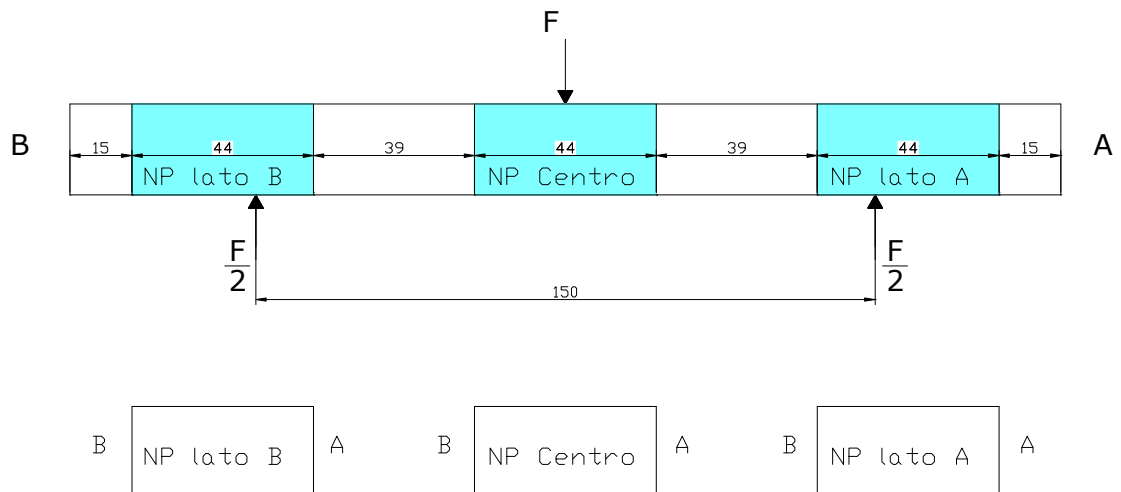 F
B 15 44 39 44 39 44 15 A
NP lato B NP Centro NP lato A
F/2 F/2
150
B NP lato B A B NP Centro A B NP lato A A